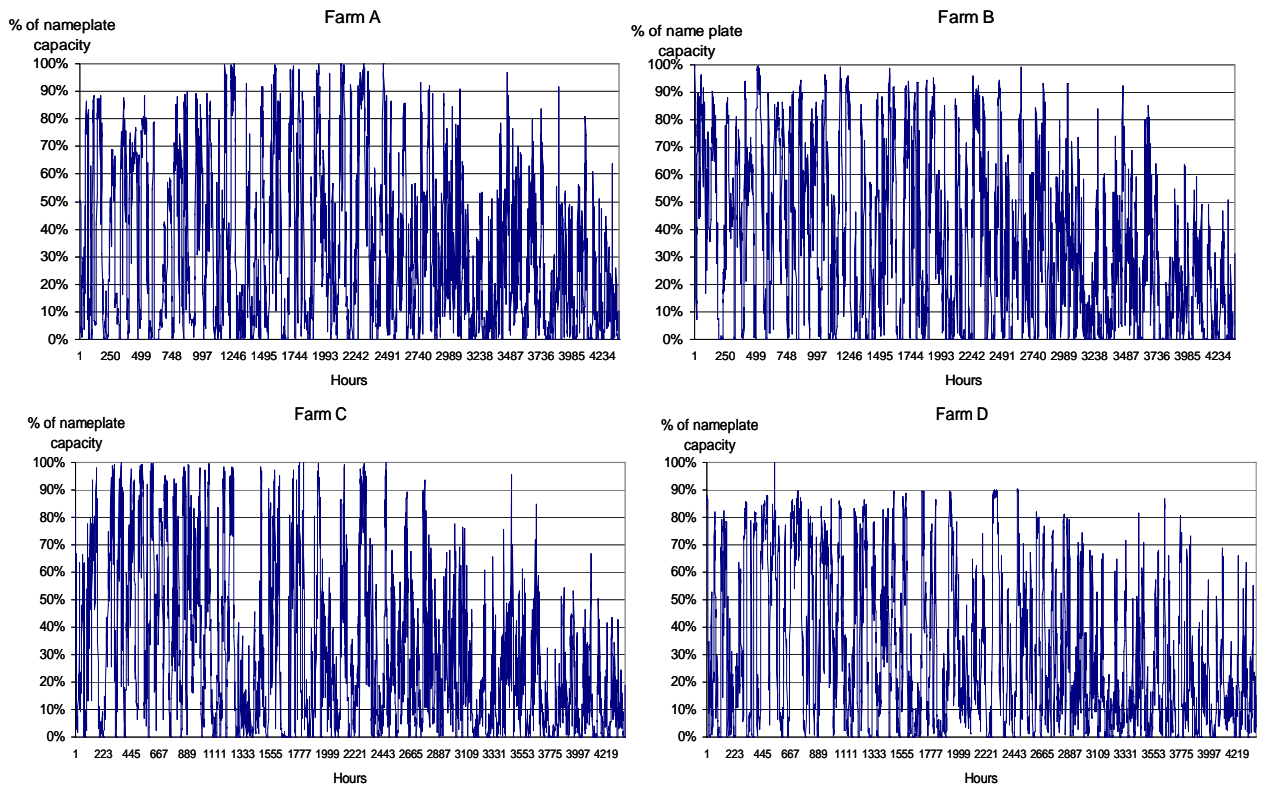 Farm A
% of nameplate
capacity
100%
90%
80%
70%
60%
50%
40%
30%
20%
10%
0%
1 250 499 748 997 1246 1495 1744 1993 2242 2491 2740 2989 3238 3487 3736 3985 4234
Hours
Farm B
% of name plate
capacity
100%
90%
80%
70%
60%
50%
40%
30%
20%
10%
0%
1 250 499 748 997 1246 1495 1744 1993 2242 2491 2740 2989 3238 3487 3736 3985 4234
Hours
Farm C
% of nameplate
capacity
100%
90%
80%
70%
60%
50%
40%
30%
20%
10%
0%
1 223 445 667 889 1111 1333 1555 1777 1999 2221 2443 2665 2887 3109 3331 3553 3775 3997 4219
Hours
Farm D
% of nameplate
capacity
100%
90%
80%
70%
60%
50%
40%
30%
20%
10%
0%
1 223 445 667 889 1111 1333 1555 1777 1999 2221 2443 2665 2887 3109 3331 3553 3775 3997 4219
Hours